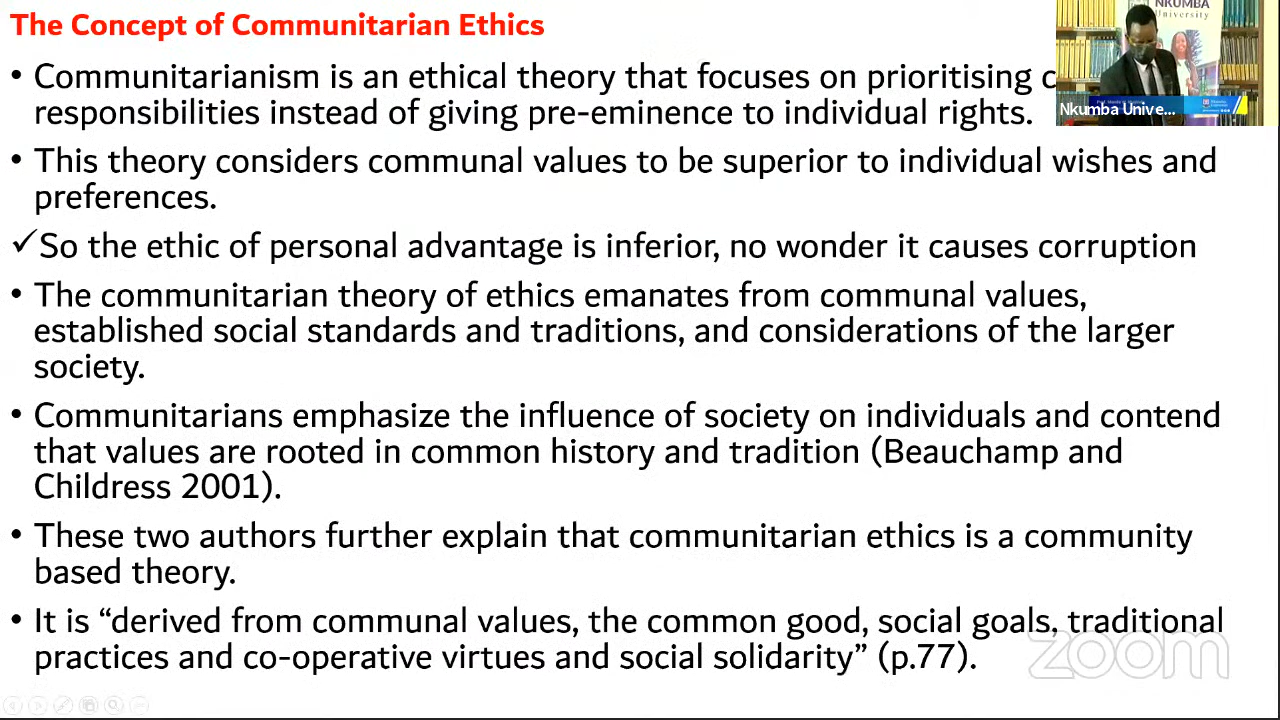 The Concept of Communitarian Ethics
• Communitarianism is an ethical theory that focuses on prioritising
responsibilities instead of giving pre-eminence to individual rights.
• This theory considers communal values to be superior to individual wishes and
preferences.
✓So the ethic of personal advantage is inferior, no wonder it causes corruption
• The communitarian theory of ethics emanates from communal values,
established social standards and traditions, and considerations of the larger
society.
• Communitarians emphasize the influence of society on individuals and contend
that values are rooted in common history and tradition (Beauchamp and
Childress 2001).
• These two authors further explain that communitarian ethics is a community
based theory.
• It is “derived from communal values, the common good, social goals, traditional
practices and co-operative virtues and social solidarity” (p.77).
NKUMBA
University
Nkumba Unive...
zoom